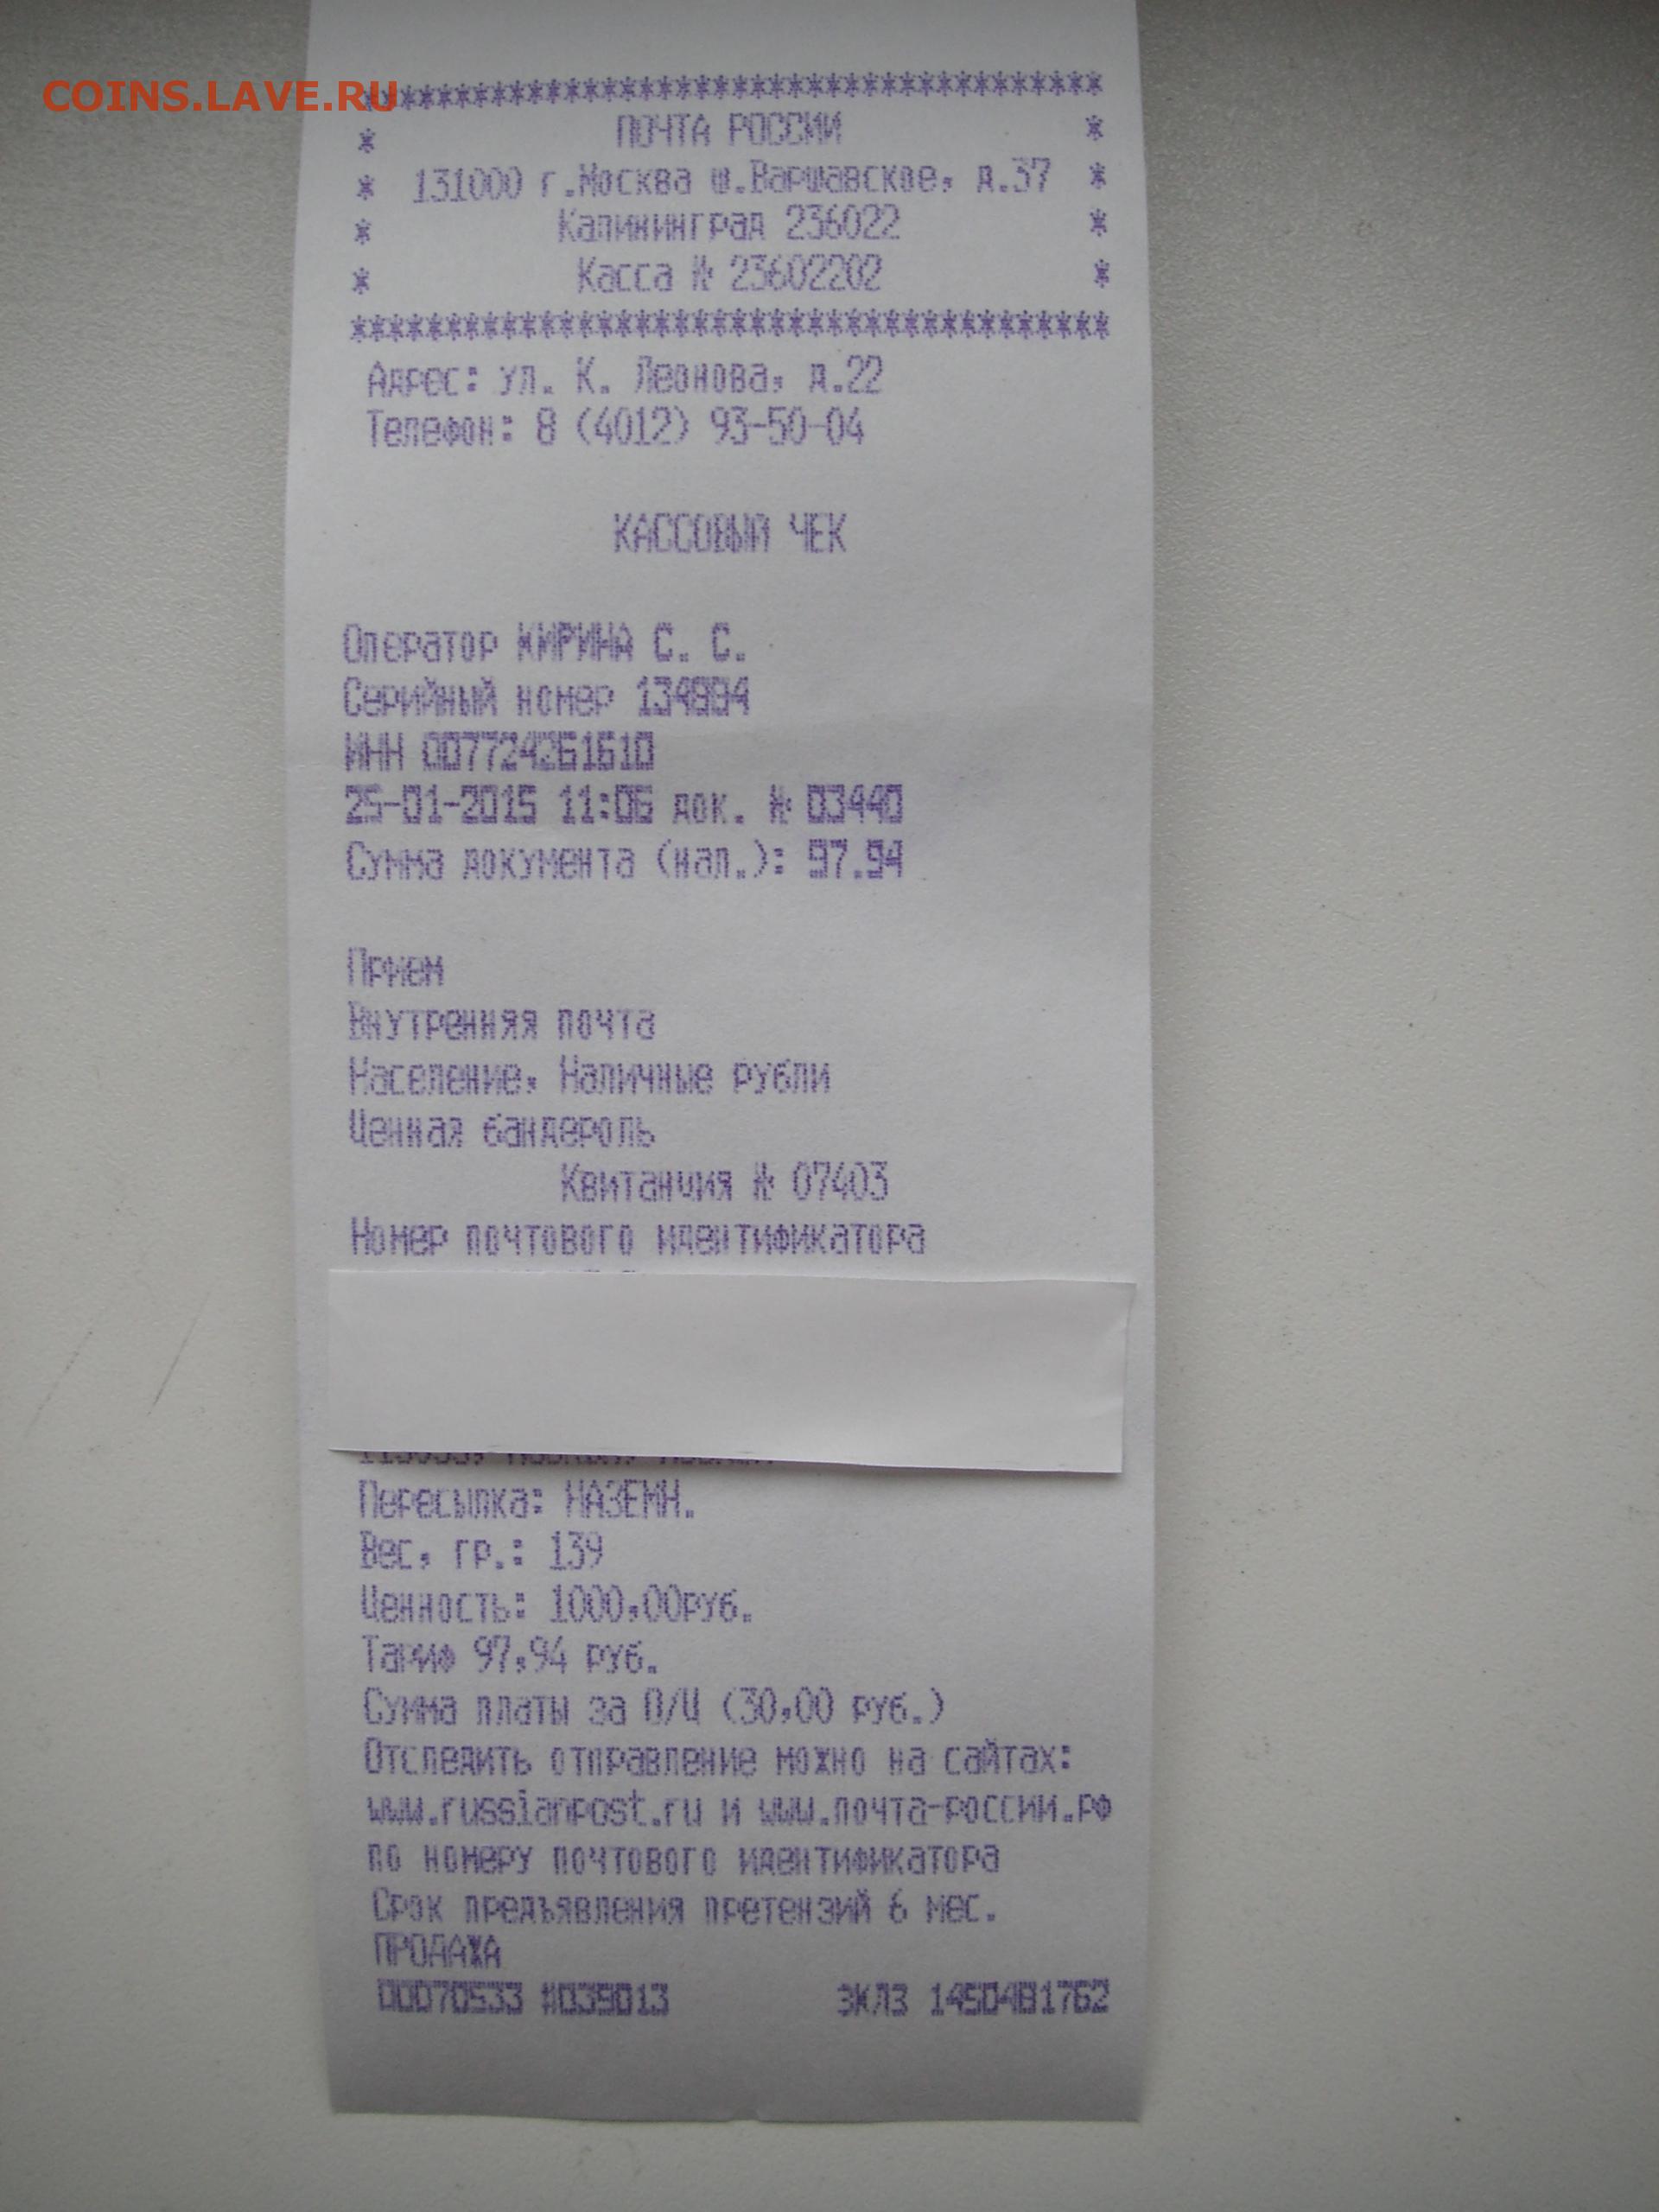 COINS.LAVE.RU
****************************************
* ПОЧТА РОССИИ *
* 131000 г.Москва ш.Варшавское, д.37 *
* Калининград 236022 *
* Касса № 23602202 *
****************************************
Адрес: ул. К. Леонова, д.22
Телефон: 8 (4012) 93-50-04
КАССОВЫЙ ЧЕК
Оператор КИРИНА С. С.
Серийный номер 134994
ИНН 007724261610
25-01-2015 11:06 док. № 03440
Сумма документа (нал.): 97.94
Прием
Внутренняя почта
Население, Наличные рубли
Ценная бандероль
Квитанция № 07403
Номер почтового идентификатора
Пересылка: НАЗЕМН.
Вес, гр.: 139
Ценность: 1000,00руб.
Тариф 97,94 руб.
Сумма платы за О/Ц (30,00 руб.)
Отследить отправление можно на сайтах:
www.russianpost.ru и www.почта-россии.рф
по номеру почтового идентификатора
Срок предъявления претензий 6 мес.
ПРОДАЖА
00070533 #039013 ЭКЛЗ 1450481762